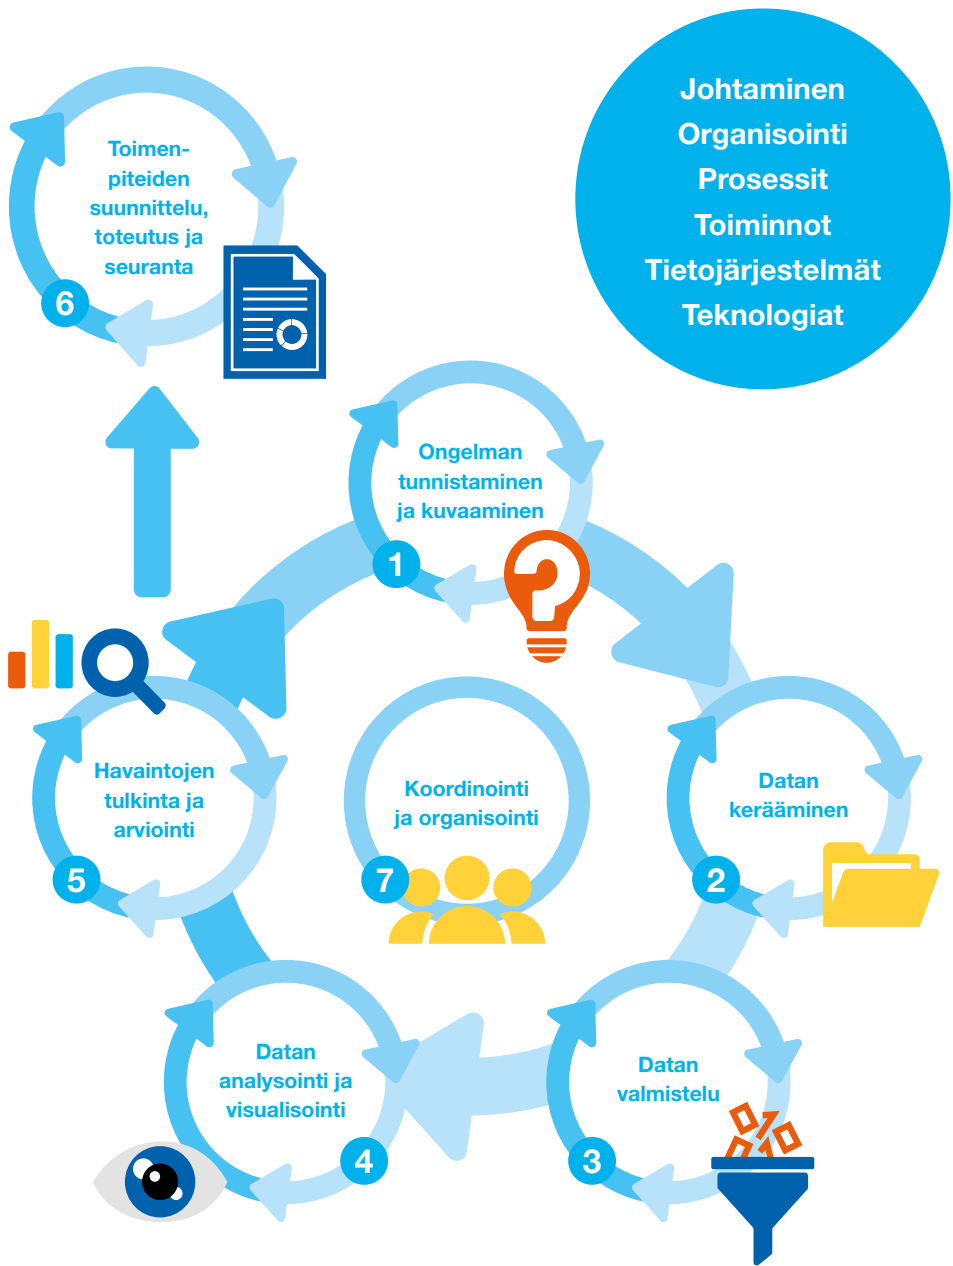 Johtaminen
Organisointi
Prosessit
Toiminnot
Tietojärjestelmät
Teknologiat
Toimen-
piteiden
suunnittelu,
toteutus ja
seuranta
6
Ongelman
tunnistaminen
ja kuvaaminen
1
Datan
kerääminen
2
Datan
valmistelu
3
Datan
analysointi ja
visualisointi
4
Havaintojen
tulkinta ja
arviointi
5
Koordinointi
ja organisointi
7